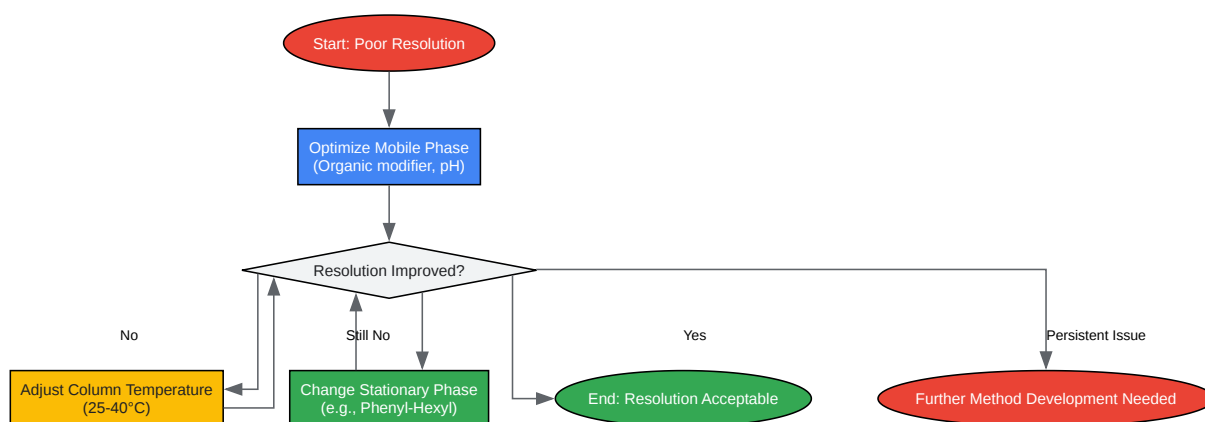 Start: Poor Resolution
Optimize Mobile Phase
(Organic modifier, pH)
Resolution Improved?
No
Still No
Yes
Persistent Issue
Adjust Column Temperature
(25-40°C)
Change Stationary Phase
(e.g., Phenyl-Hexyl)
End: Resolution Acceptable
Further Method Development Needed